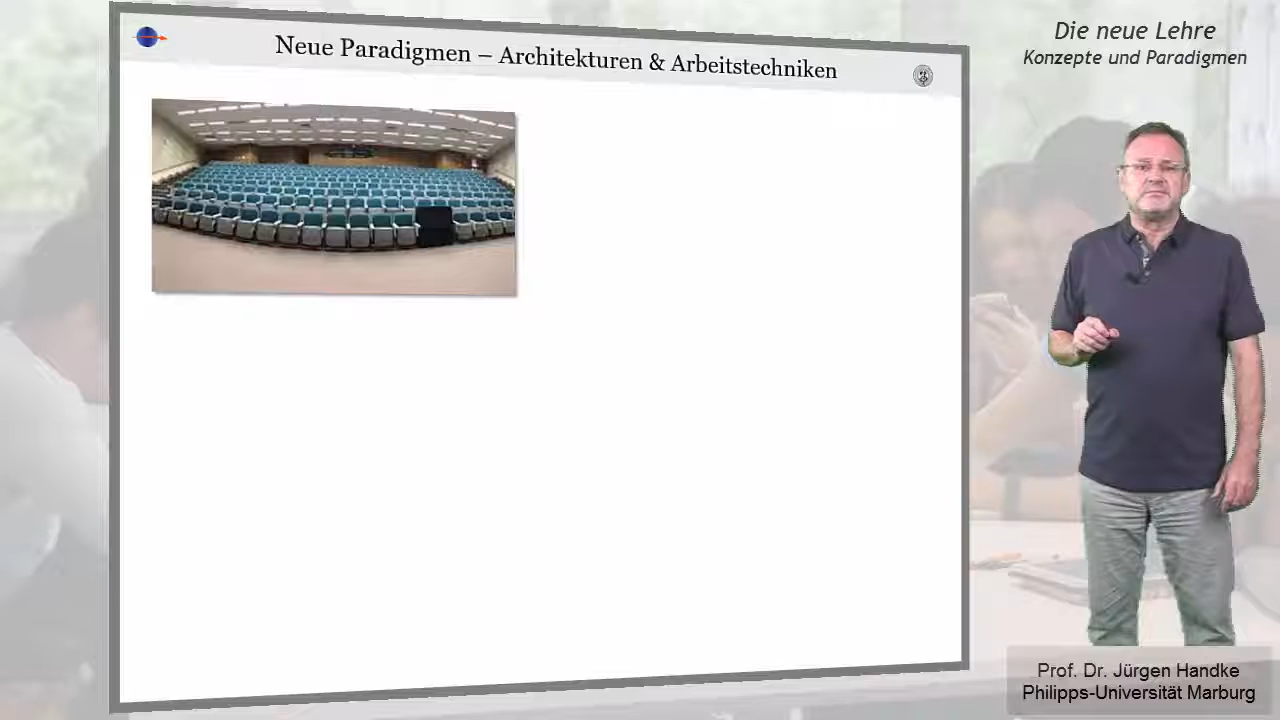 Neue Paradigmen – Architekturen & Arbeitstechniken
Die neue Lehre
Konzepte und Paradigmen
Prof. Dr. Jürgen Handke
Philipps-Universität Marburg